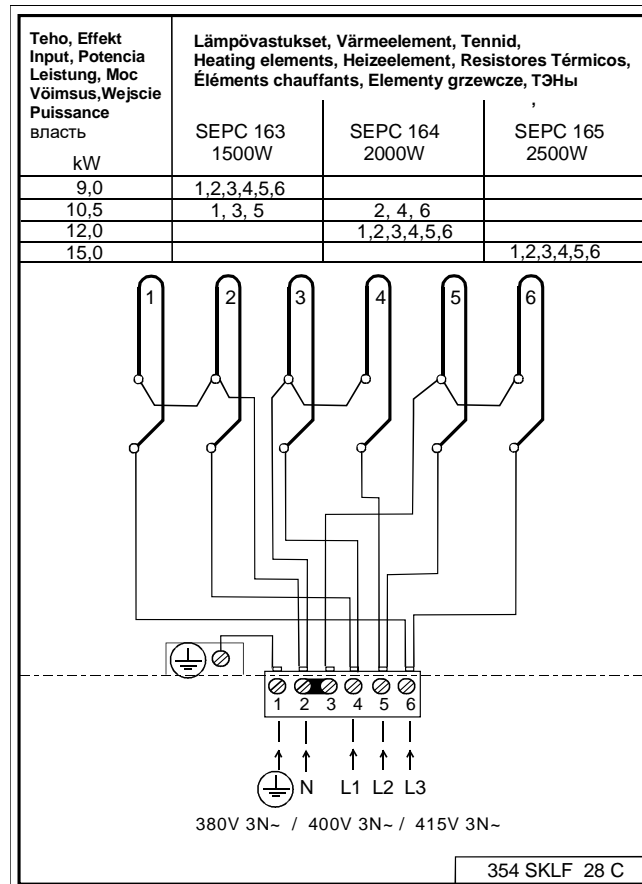 Teho, Effekt
Input, Potencia
Leistung, Moc
Võimsus,Wejscie
Puissance
власть
kW
Lämpövastukset, Värmeelement, Tennid,
Heating elements, Heizeelement, Resistores Térmicos,
Éléments chauffants, Elementy grzewcze, ТЭНы
,
SEPC 163 SEPC 164 SEPC 165
1500W 2000W 2500W
9,0 1,2,3,4,5,6
10,5 1, 3, 5 2, 4, 6
12,0 1,2,3,4,5,6
15,0 1,2,3,4,5,6
1 2 3 4 5 6
1 2 3 4 5 6
N L1 L2 L3
380V 3N~ / 400V 3N~ / 415V 3N~
354 SKLF 28 C